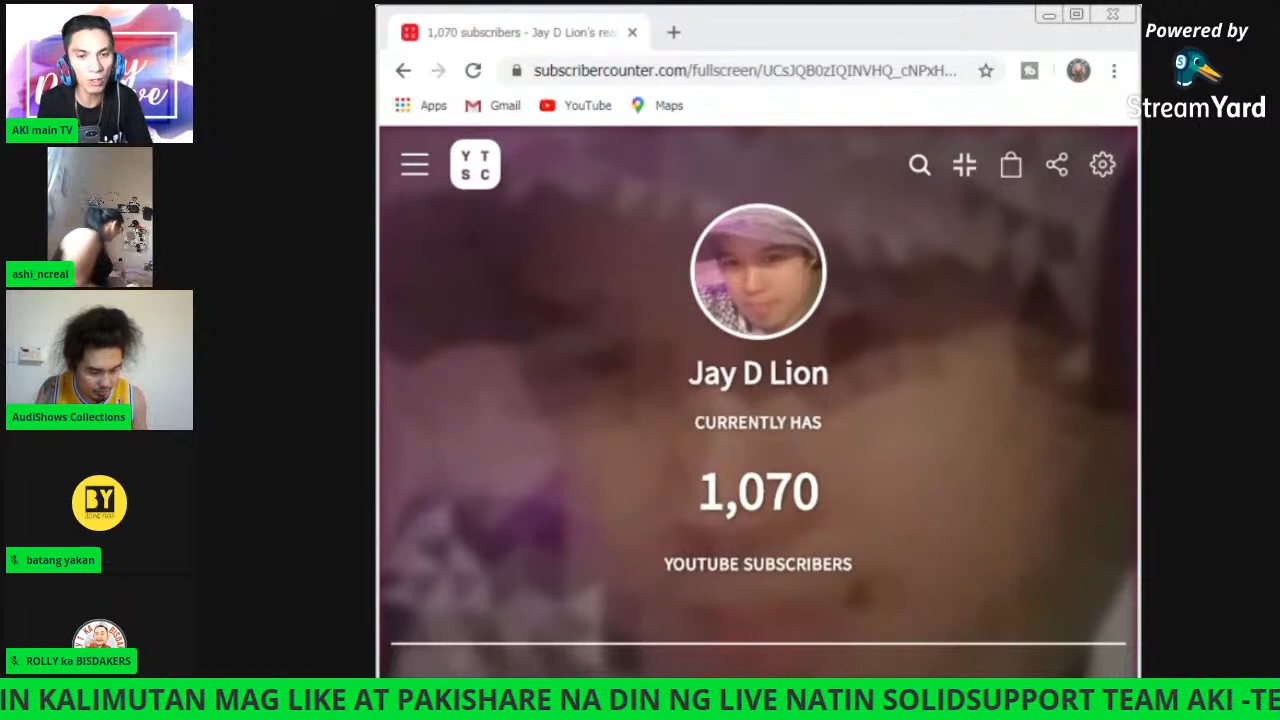 1,070 subscribers - Jay D Lion's rea
subscribercounter.com/fullscreen/UCsJQB0zIQINVHQ_cNPxH...
Apps
Gmail
YouTube
Maps
Powered by
StreamYard
AKI main TV
ashi_ncreal
AudiShows Collections
BY
batang yakan
ROLLY ka BISDAKERS
Y T
S C
Jay D Lion
CURRENTLY HAS
1,070
YOUTUBE SUBSCRIBERS
IN KALIMUTAN MAG LIKE AT PAKISHARE NA DIN NG LIVE NATIN SOLIDSUPPORT TEAM AKI -TE